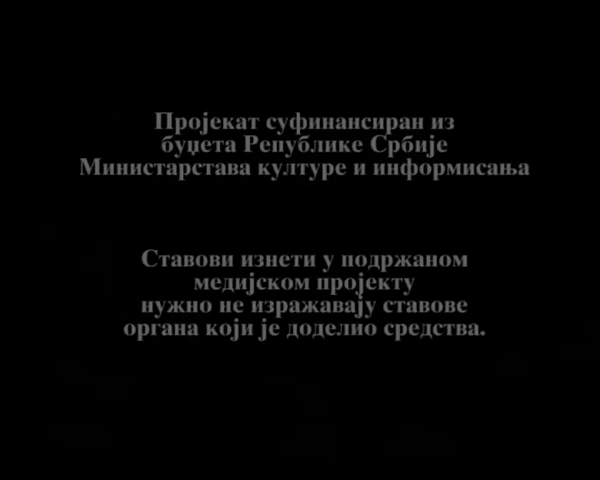 Пројекат суфинансиран из
буџета Републике Србије
Министарстава културе и информисања
Ставови изнети у подржаном
медијском пројекту
нужно не изражавају ставове
органа који је доделио средства.